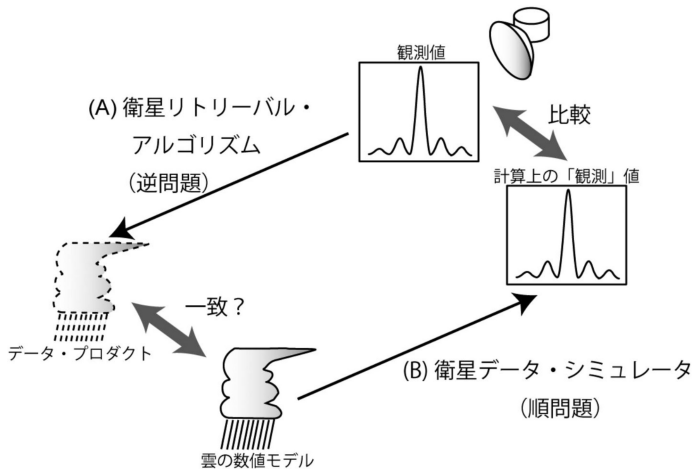 観測値
(A) 衛星リトリーバル・
アルゴリズム
(逆問題)
比較
計算上の「観測」値
一致？
データ・プロダクト
(B) 衛星データ・シミュレータ
(順問題)
雲の数値モデル